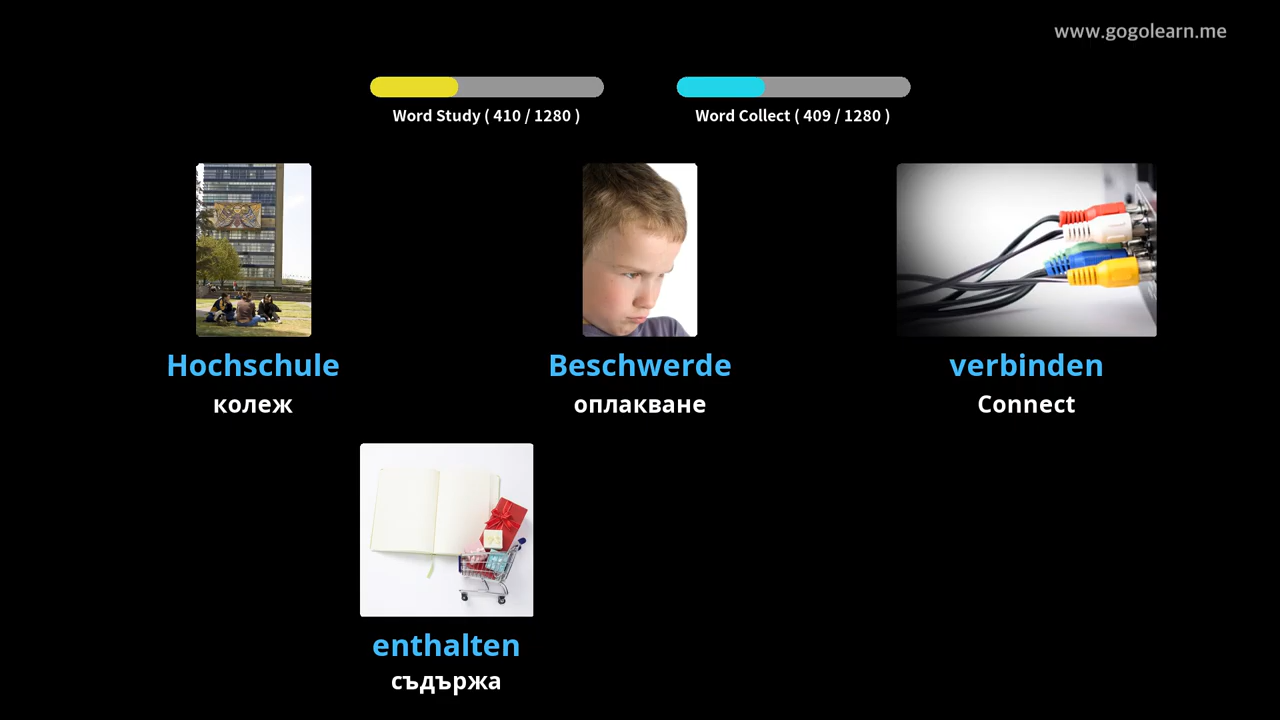 www.gogolearn.me
Word Study ( 410 / 1280 )
Word Collect ( 409 / 1280 )
Hochschule
колеж
Beschwerde
оплакване
verbinden
Connect
enthalten
съдържа